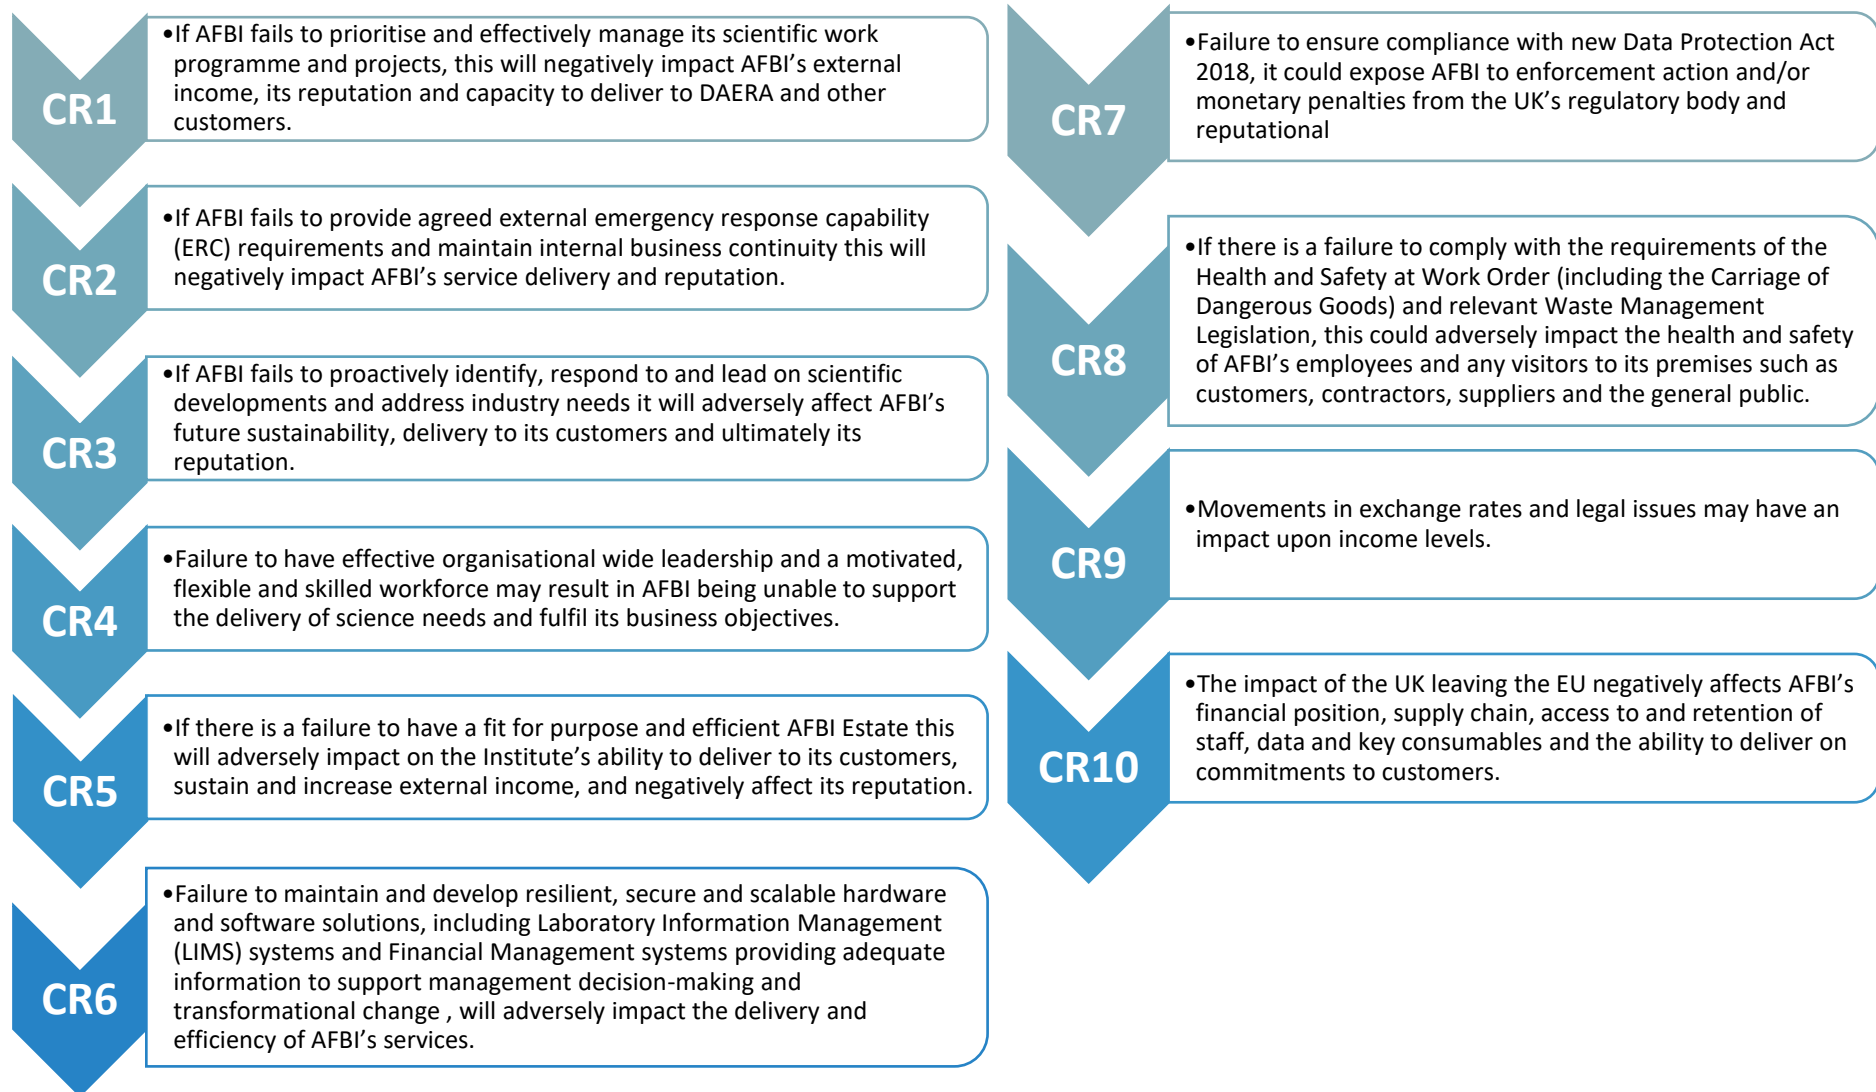 CR1
•If AFBI fails to prioritise and effectively manage its scientific work
programme and projects, this will negatively impact AFBI’s external
income, its reputation and capacity to deliver to DAERA and other
customers.
CR2
•If AFBI fails to provide agreed external emergency response capability
(ERC) requirements and maintain internal business continuity this will
negatively impact AFBI’s service delivery and reputation.
CR3
•If AFBI fails to proactively identify, respond to and lead on scientific
developments and address industry needs it will adversely affect AFBI’s
future sustainability, delivery to its customers and ultimately its
reputation.
CR4
•Failure to have effective organisational wide leadership and a motivated,
flexible and skilled workforce may result in AFBI being unable to support
the delivery of science needs and fulfil its business objectives.
CR5
•If there is a failure to have a fit for purpose and efficient AFBI Estate this
will adversely impact on the Institute’s ability to deliver to its customers,
sustain and increase external income, and negatively affect its reputation.
CR6
•Failure to maintain and develop resilient, secure and scalable hardware
and software solutions, including Laboratory Information Management
(LIMS) systems and Financial Management systems providing adequate
information to support management decision-making and
transformational change , will adversely impact the delivery and
efficiency of AFBI’s services.
CR7
•Failure to ensure compliance with new Data Protection Act
2018, it could expose AFBI to enforcement action and/or
monetary penalties from the UK’s regulatory body and
reputational
CR8
•If there is a failure to comply with the requirements of the
Health and Safety at Work Order (including the Carriage of
Dangerous Goods) and relevant Waste Management
Legislation, this could adversely impact the health and safety
of AFBI’s employees and any visitors to its premises such as
customers, contractors, suppliers and the general public.
CR9
•Movements in exchange rates and legal issues may have an
impact upon income levels.
CR10
•The impact of the UK leaving the EU negatively affects AFBI’s
financial position, supply chain, access to and retention of
staff, data and key consumables and the ability to deliver on
commitments to customers.